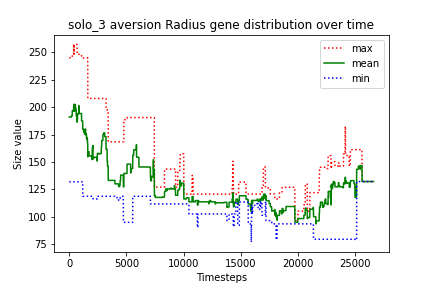 solo_3 aversion Radius gene distribution over time
max
mean
min
Size value
250
225
200
175
150
125
100
75
0
5000
10000
15000
20000
25000
Timesteps